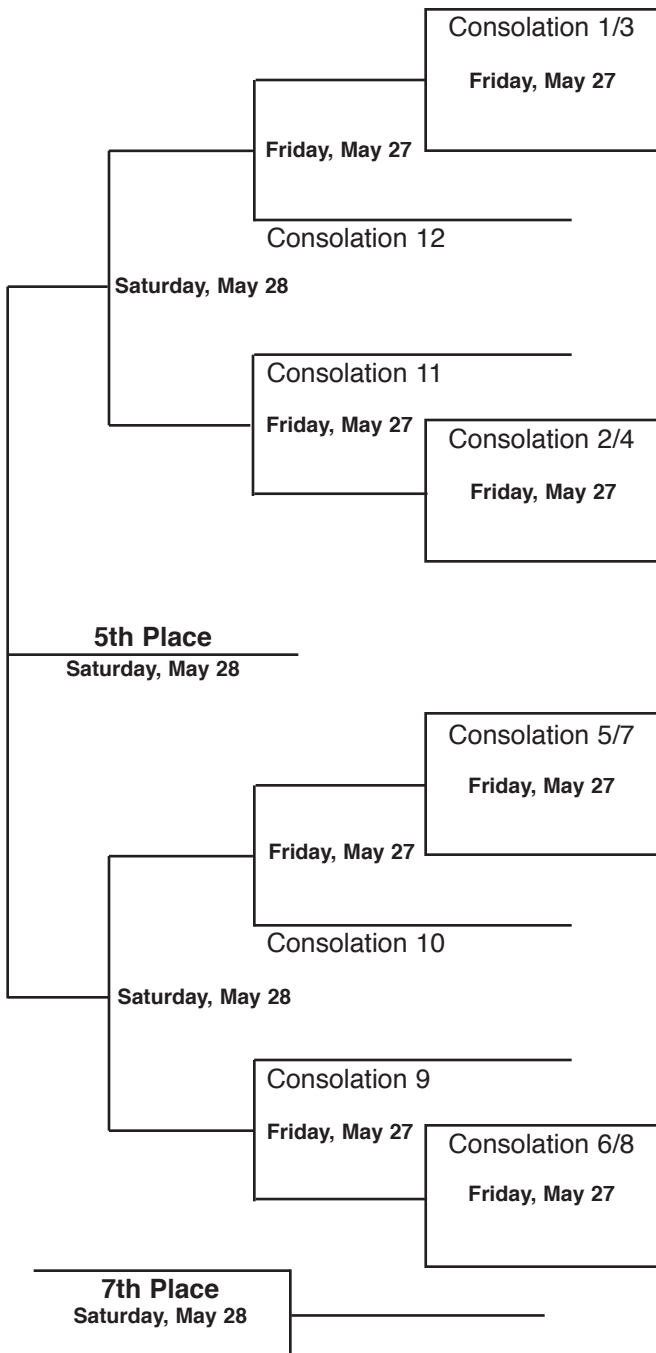 Consolation 1/3
Friday, May 27
Friday, May 27
Consolation 12
Saturday, May 28
Consolation 11
Friday, May 27
Consolation 2/4
Friday, May 27
5th Place
Saturday, May 28
Consolation 5/7
Friday, May 27
Friday, May 27
Consolation 10
Saturday, May 28
Consolation 9
Friday, May 27
Consolation 6/8
Friday, May 27
7th Place
Saturday, May 28